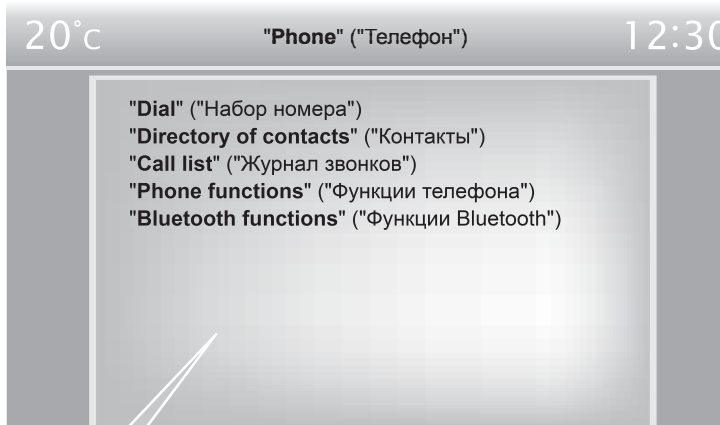 20°C "Phone" ("Телефон") 12:30
"Dial" ("Набор номера")
"Directory of contacts" ("Контакты")
"Call list" ("Журнал звонков")
"Phone functions" ("Функции телефона")
"Bluetooth functions" ("Функции Bluetooth")